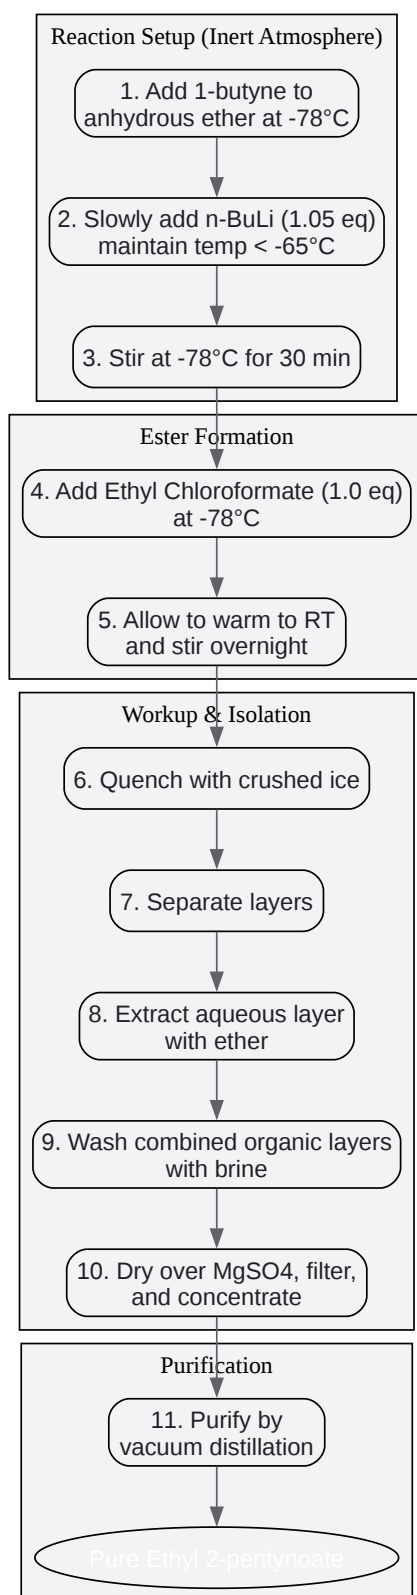 Reaction Setup (Inert Atmosphere)
1. Add 1-butyne to
anhydrous ether at -78°C
2. Slowly add n-BuLi (1.05 eq)
maintain temp < -65°C
3. Stir at -78°C for 30 min
Ester Formation
4. Add Ethyl Chloroformate (1.0 eq)
at -78°C
5. Allow to warm to RT
and stir overnight
Workup & Isolation
6. Quench with crushed ice
7. Separate layers
8. Extract aqueous layer
with ether
9. Wash combined organic layers
with brine
10. Dry over MgSO4, filter,
and concentrate
Purification
11. Purify by
vacuum distillation
Pure Ethyl 2-pentynoate